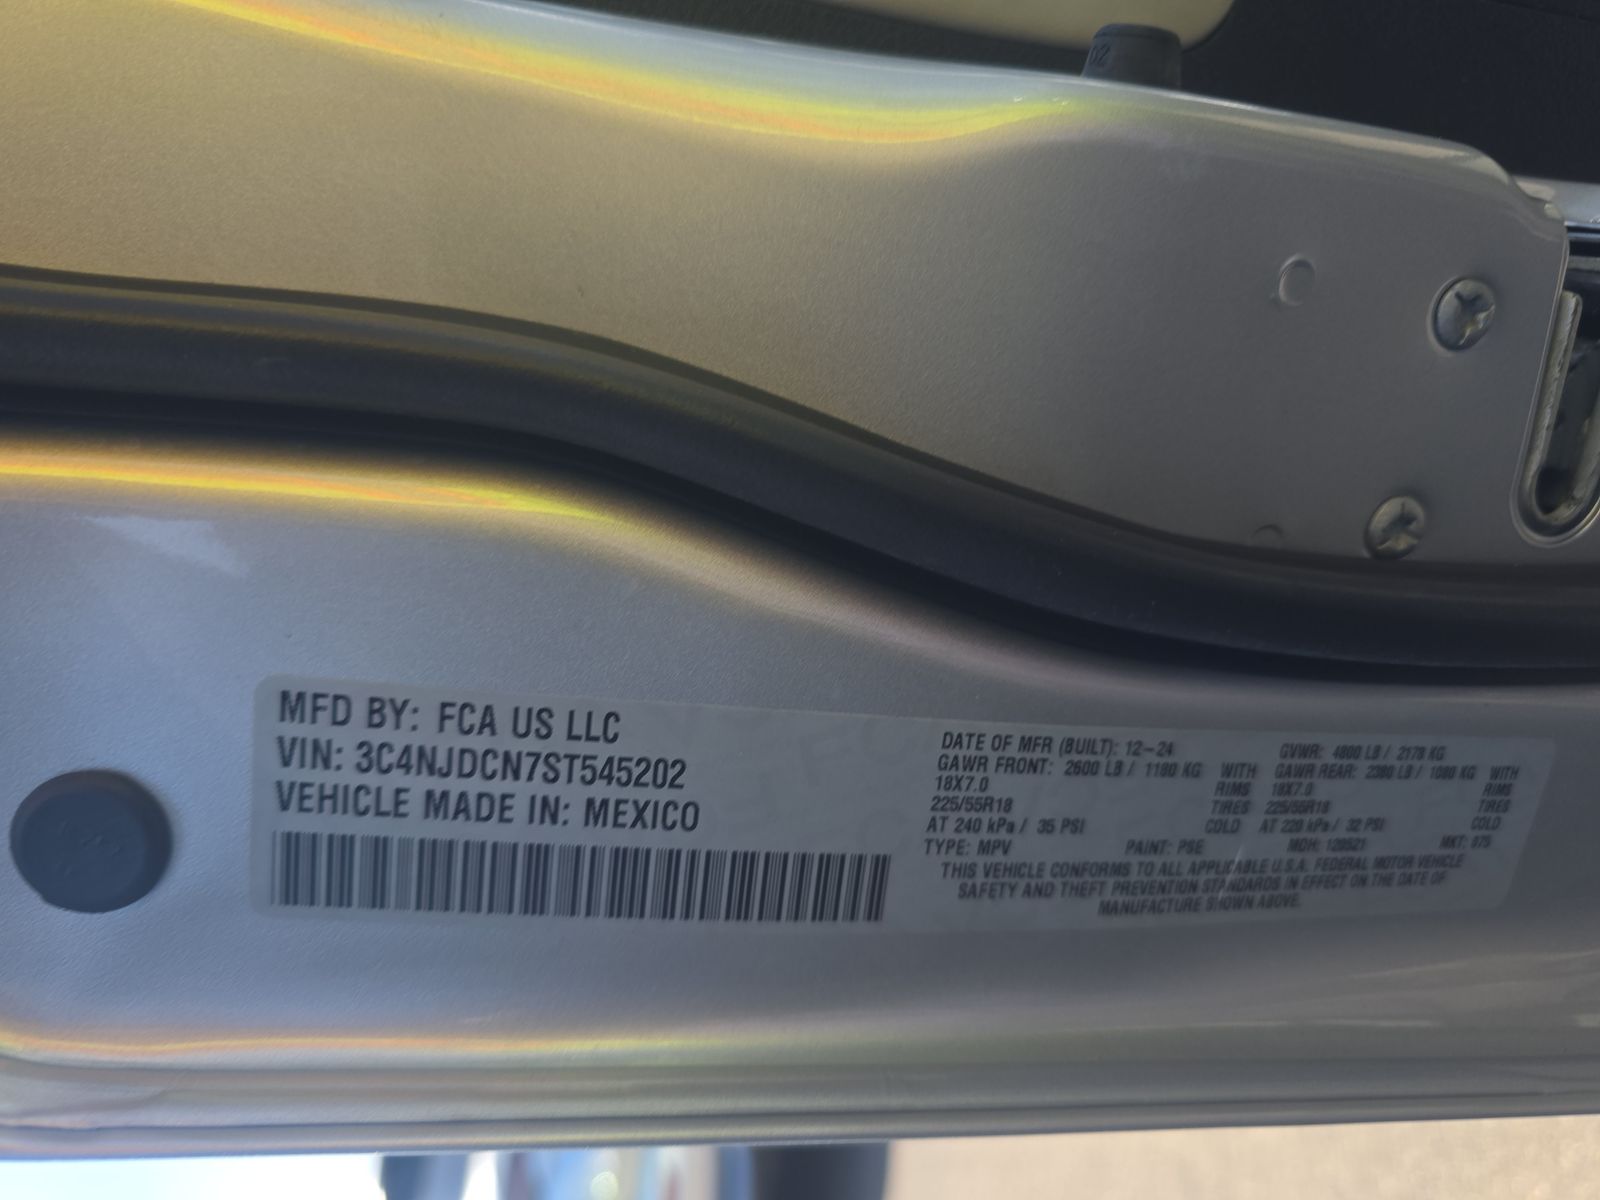 MFD BY: FCA US LLC
VIN: 3C4NJDCN7ST545202
VEHICLE MADE IN: MEXICO
DATE OF MFR (BUILT): 12-24 GVWR: 4800 LB / 2178 KG
GAWR FRONT: 2600 LB / 1180 KG WITH GAWR REAR: 2380 LB / 1080 KG WITH
18X7.0 RIMS 18X7.0 RIMS
225/55R18 TIRES 225/55R18 TIRES
AT 240 kPa / 35 PSI COLD AT 220 kPa / 32 PSI COLD
TYPE: MPV PAINT: PSE MDH: 120521 MKT: 075
THIS VEHICLE CONFORMS TO ALL APPLICABLE U.S.A. FEDERAL MOTOR VEHICLE
SAFETY AND THEFT PREVENTION STANDARDS IN EFFECT ON THE DATE OF
MANUFACTURE SHOWN ABOVE.